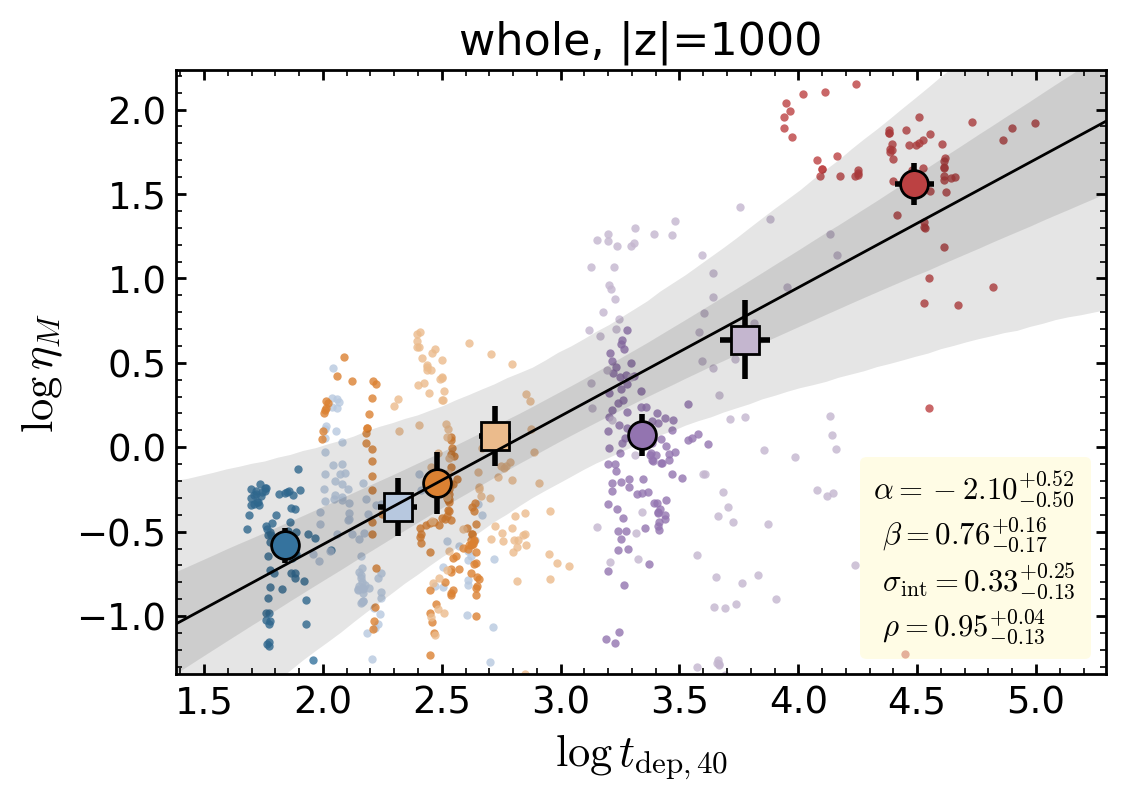 whole, |z|=1000
log η_M
2.0
1.5
1.0
0.5
0.0
−0.5
−1.0
α = −2.10^{+0.52}_{−0.50}
β = 0.76^{+0.16}_{−0.17}
σ_int = 0.33^{+0.25}_{−0.13}
ρ = 0.95^{+0.04}_{−0.13}
1.5 2.0 2.5 3.0 3.5 4.0 4.5 5.0
log t_{dep, 40}